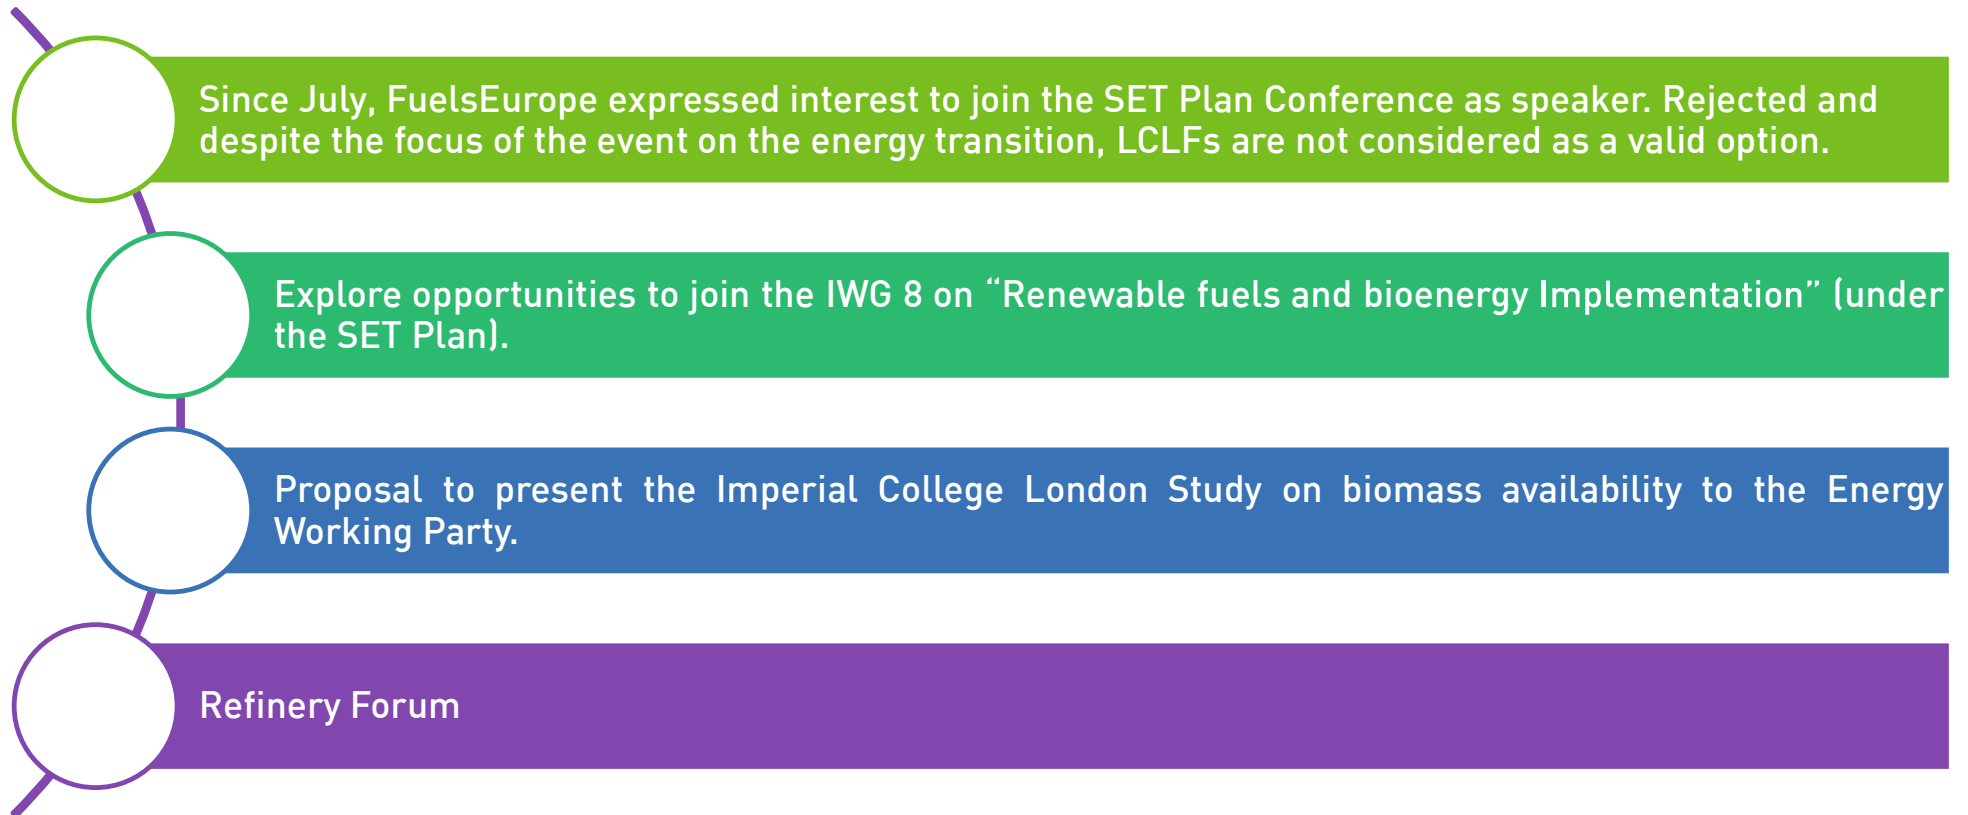 Since July, FuelsEurope expressed interest to join the SET Plan Conference as speaker. Rejected and
despite the focus of the event on the energy transition, LCLFs are not considered as a valid option.
Explore opportunities to join the IWG 8 on “Renewable fuels and bioenergy Implementation” (under
the SET Plan).
Proposal to present the Imperial College London Study on biomass availability to the Energy
Working Party.
Refinery Forum